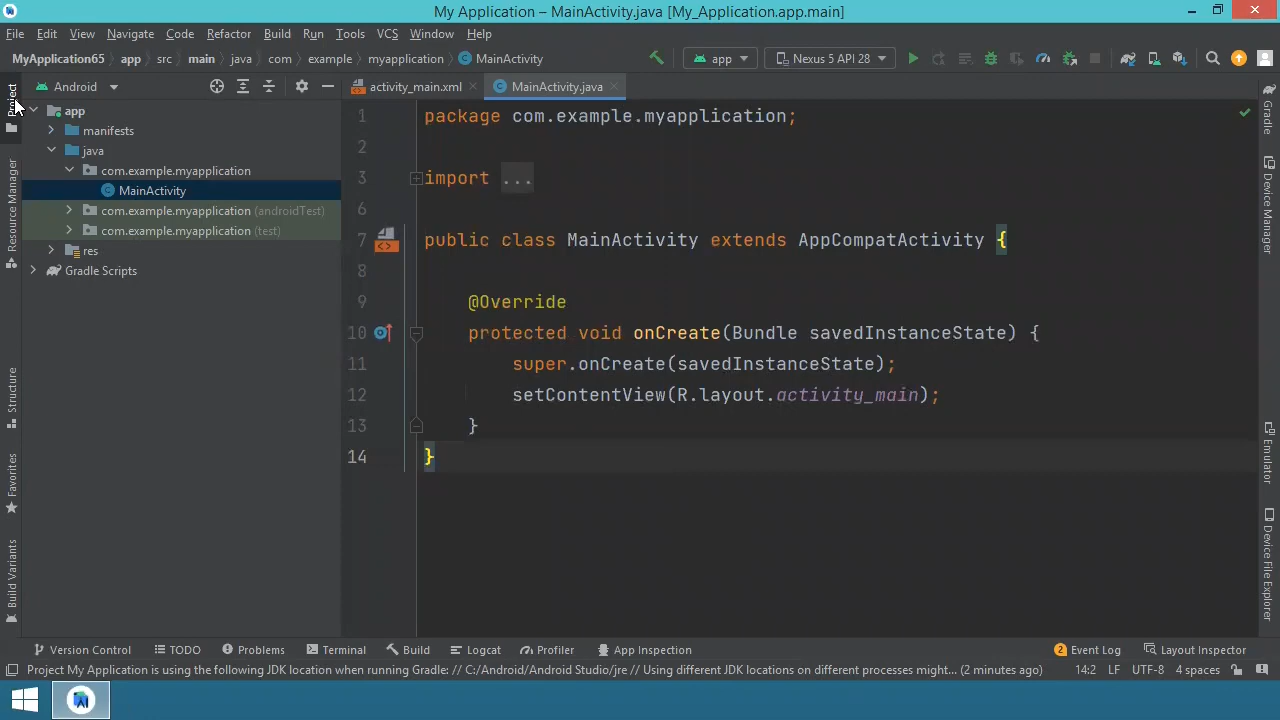 My Application – MainActivity.java [My_Application.app.main]
File Edit View Navigate Code Refactor Build Run Tools VCS Window Help
MyApplication65 app src main java com example myapplication MainActivity app Nexus 5 API 28
Project
Android
activity_main.xml
MainActivity.java
app
manifests
java
com.example.myapplication
MainActivity
com.example.myapplication (androidTest)
com.example.myapplication (test)
res
Gradle Scripts
Resource Manager
Structure
Favorites
Build Variants
1 package com.example.myapplication;
2
3 import ...
6
7 public class MainActivity extends AppCompatActivity {
8
9 @Override
10 protected void onCreate(Bundle savedInstanceState) {
11 super.onCreate(savedInstanceState);
12 setContentView(R.layout.activity_main);
13 }
14 }
Gradle
Device Manager
Emulator
Device File Explorer
Version Control TODO Problems Terminal Build Logcat Profiler App Inspection 2 Event Log Layout Inspector
Project My Application is using the following JDK location when running Gradle: // C:/Android/Android Studio/jre // Using different JDK locations on different processes might... (2 minutes ago) 14:2 LF UTF-8 4 spaces